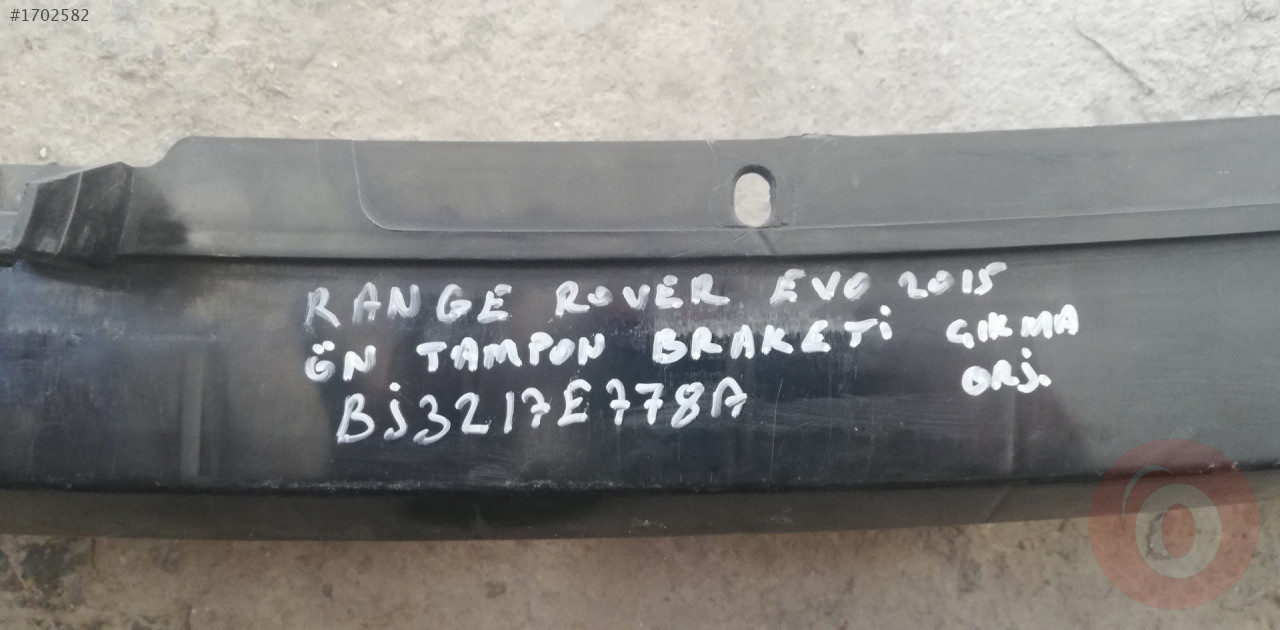 #1702582
RANGE ROVER EVO 2015
ÖN TAMPON BRAKETİ ÇIKMA
ORJ.
BJ3217E778A